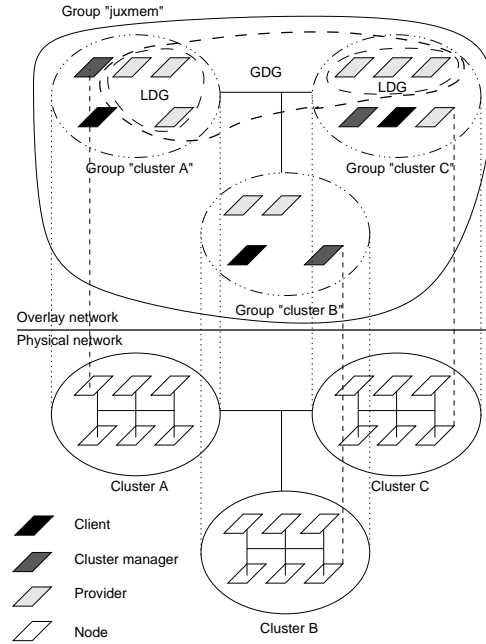 Group "juxmem"
GDG
LDG
LDG
Group "cluster A"
Group "cluster C"
Group "cluster B"
Overlay network
Physical network
Cluster A
Cluster C
Cluster B
Client
Cluster manager
Provider
Node